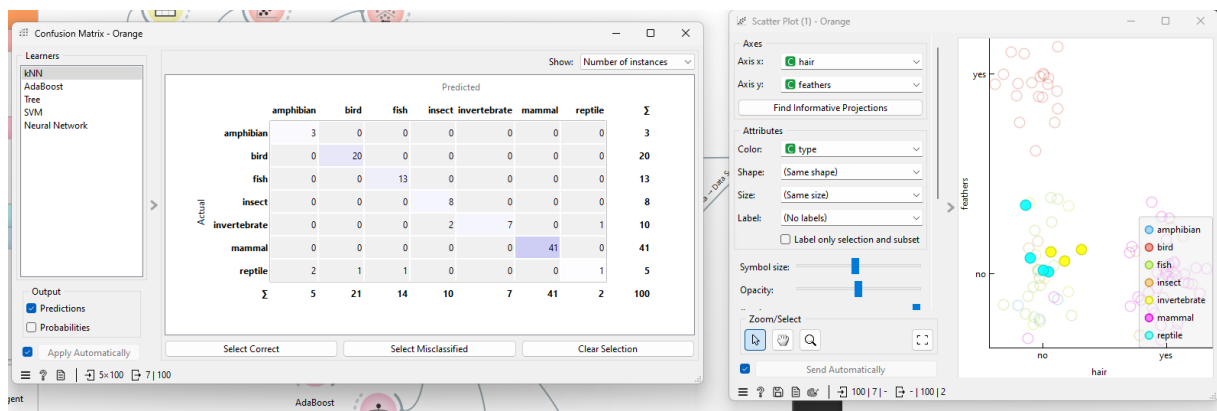 Confusion Matrix - Orange
Learners
kNN
AdaBoost
Tree
SVM
Neural Network
Output
Predictions
Probabilities
Apply Automatically
5×100 7|100
Show: Number of instances
Predicted
amphibian bird fish insect invertebrate mammal reptile Σ
Actual
amphibian 3 0 0 0 0 0 0 3
bird 0 20 0 0 0 0 0 20
fish 0 0 13 0 0 0 0 13
insect 0 0 0 8 0 0 0 8
invertebrate 0 0 0 2 7 0 1 10
mammal 0 0 0 0 0 41 0 41
reptile 2 1 1 0 0 0 1 5
Σ 5 21 14 10 7 41 2 100
Select Correct Select Misclassified Clear Selection
gent
AdaBoost
Data S
Scatter Plot (1) - Orange
Axes
Axis x: C hair
Axis y: C feathers
Find Informative Projections
Attributes
Color: C type
Shape: (Same shape)
Size: (Same size)
Label: (No labels)
Label only selection and subset
Symbol size:
Opacity:
Zoom/Select
Send Automatically
100|7|- -|100|2
yes
no
feathers
no yes
hair
amphibian
bird
fish
insect
invertebrate
mammal
reptile